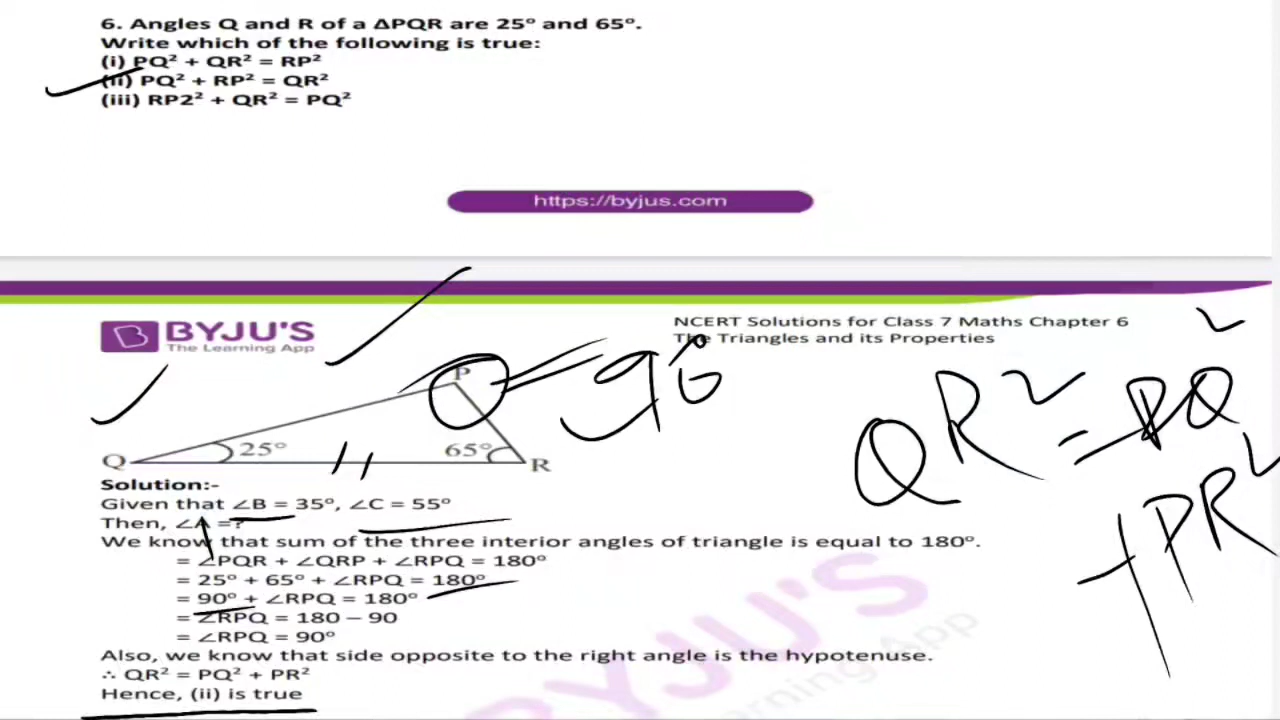 6. Angles Q and R of a ΔPQR are 25° and 65°.
Write which of the following is true:
(i) PQ² + QR² = RP²
(ii) PQ² + RP² = QR²
(iii) RP2² + QR² = PQ²
https://byjus.com
BYJU'S
The Learning App
NCERT Solutions for Class 7 Maths Chapter 6
The Triangles and its Properties
P
90
25°
65°
Q
R
QR² = PQ²
+ PR²
Solution:-
Given that ∠B = 35°, ∠C = 55°
Then, ∠A =?
We know that sum of the three interior angles of triangle is equal to 180°.
= ∠PQR + ∠QRP + ∠RPQ = 180°
= 25° + 65° + ∠RPQ = 180°
= 90° + ∠RPQ = 180°
= ∠RPQ = 180 – 90
= ∠RPQ = 90°
Also, we know that side opposite to the right angle is the hypotenuse.
∴ QR² = PQ² + PR²
Hence, (ii) is true
BYJU'S
The Learning App